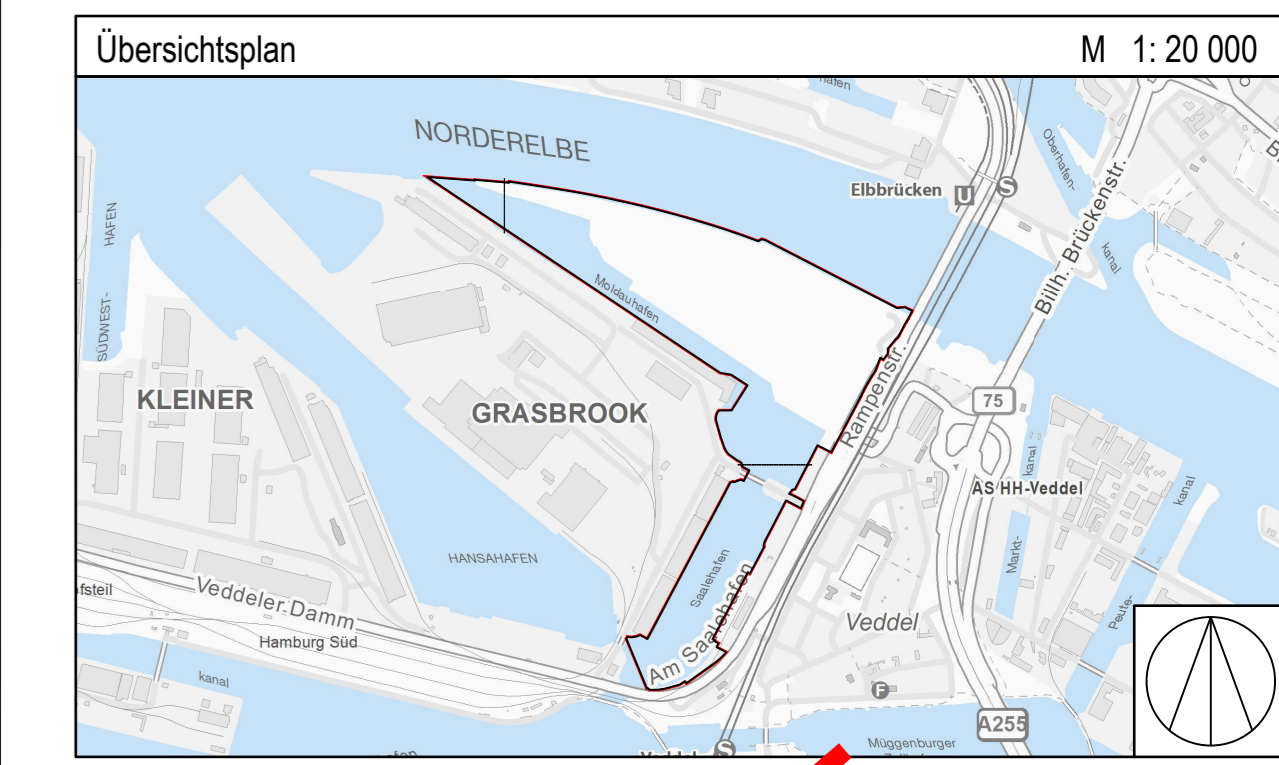 Übersichtsplan M 1: 20 000
hafen
NORDERELBE
Oberhafen-
kanal
Elbbrücken U S
Billh. Brückenstr.
HAFEN
SÜDWEST-
Moldauhafen
Rampenstr.
KLEINER
GRASBROOK
75
AS HH-Veddel
kanal
Markt-
kanal
Peute-
HANSAHAFEN
Saalehafen
Am Saalehafen
Veddeler Damm
Hamburg Süd
Veddel
kanal
F
A255
Müggenburger
S